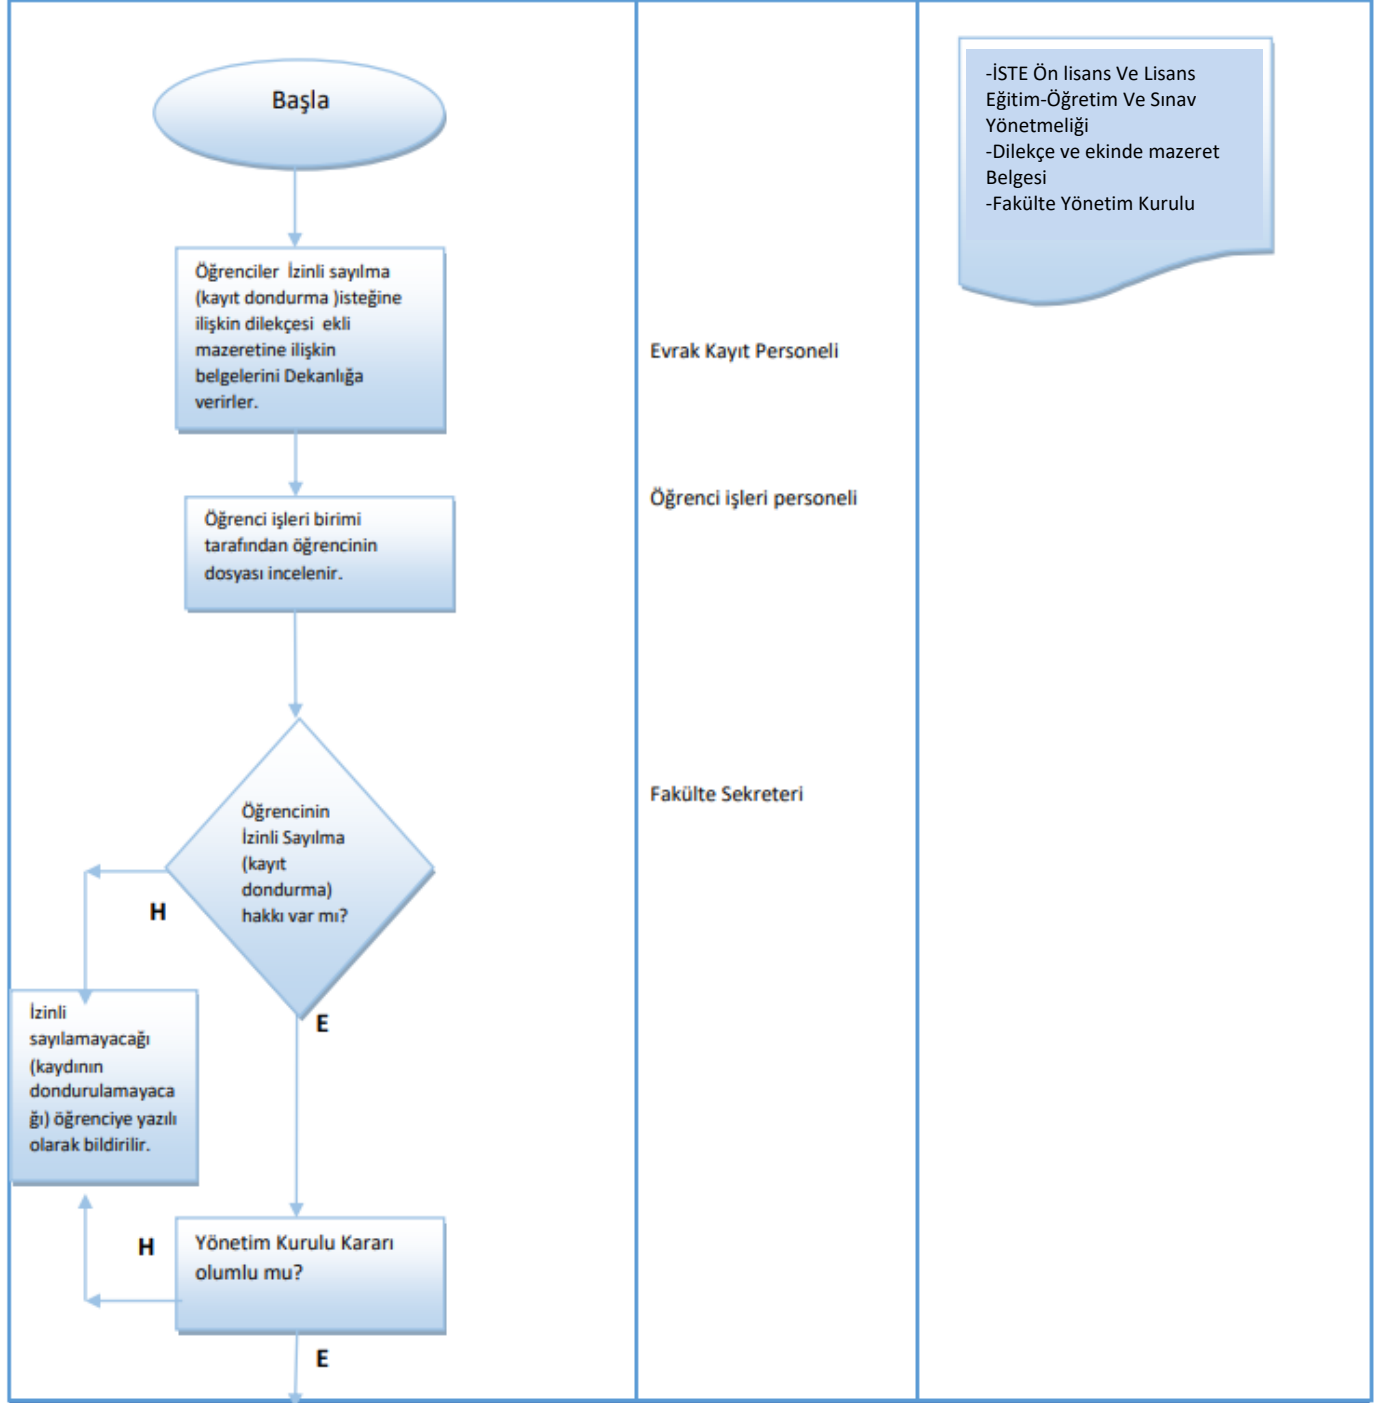 Başla
Öğrenciler İzinli sayılma
(kayıt dondurma )isteğine
ilişkin dilekçesi ekli
mazeretine ilişkin
belgelerini Dekanlığa
verirler.
Öğrenci işleri birimi
tarafından öğrencinin
dosyası incelenir.
Öğrencinin
İzinli Sayılma
(kayıt
dondurma)
hakkı var mı?
H
E
İzinli
sayılamayacağı
(kaydının
dondurulamayaca
ğı) öğrenciye yazılı
olarak bildirilir.
H
Yönetim Kurulu Kararı
olumlu mu?
E
Evrak Kayıt Personeli
Öğrenci işleri personeli
Fakülte Sekreteri
-İSTE Ön lisans Ve Lisans
Eğitim-Öğretim Ve Sınav
Yönetmeliği
-Dilekçe ve ekinde mazeret
Belgesi
-Fakülte Yönetim Kurulu